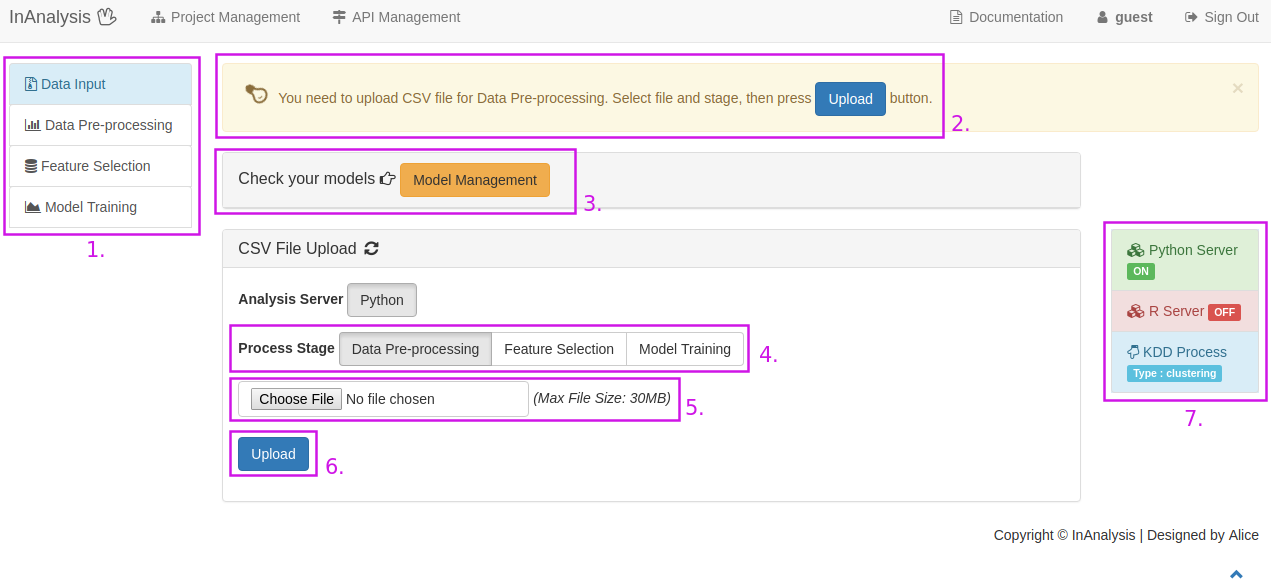 InAnalysis Project Management API Management Documentation guest Sign Out
Data Input
Data Pre-processing
Feature Selection
Model Training
1.
You need to upload CSV file for Data Pre-processing. Select file and stage, then press Upload button. ×
2.
Check your models Model Management
3.
CSV File Upload
Analysis Server Python
Process Stage Data Pre-processing Feature Selection Model Training
4.
Choose File No file chosen (Max File Size: 30MB)
5.
Upload
6.
Python Server
ON
R Server OFF
KDD Process
Type : clustering
7.
Copyright © InAnalysis | Designed by Alice